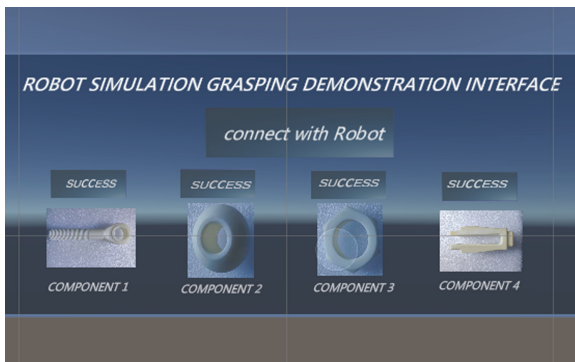 ROBOT SIMULATION GRASPING DEMONSTRATION INTERFACE
connect with Robot
SUCCESS SUCCESS SUCCESS SUCCESS
COMPONENT 1 COMPONENT 2 COMPONENT 3 COMPONENT 4